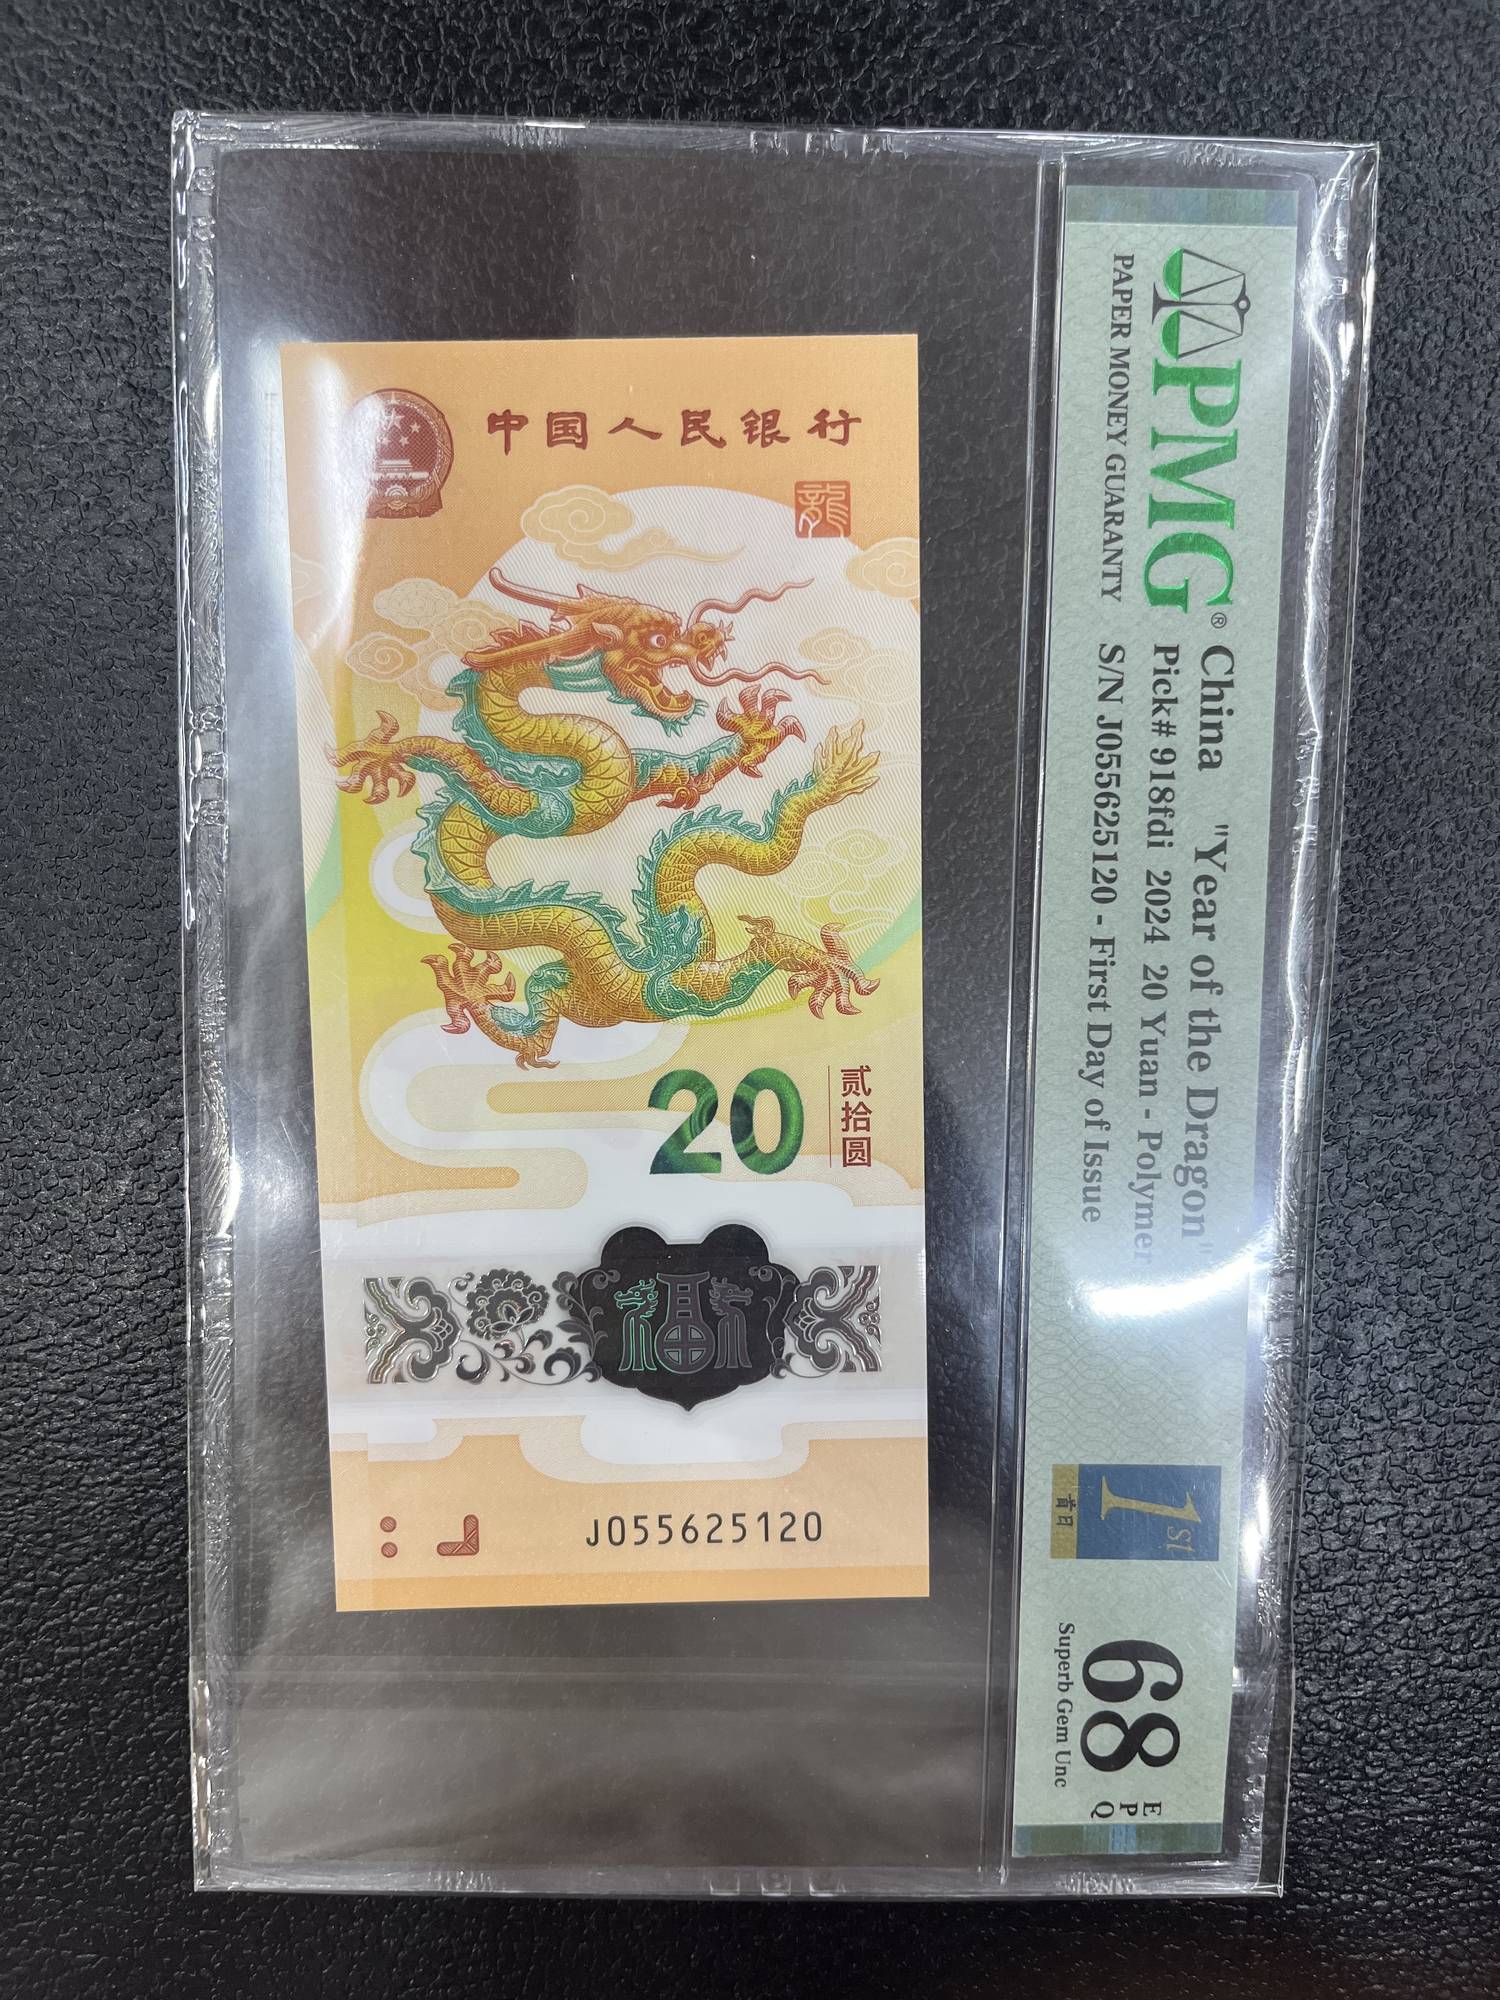 中国人民银行
龍
20
贰拾圆
福
J055625120
PMG®
PAPER MONEY GUARANTY
China "Year of the Dragon"
Pick# 918fdi 2024 20 Yuan - Polymer
S/N J055625120 - First Day of Issue
1st
首日
68
EPQ
Superb Gem Unc